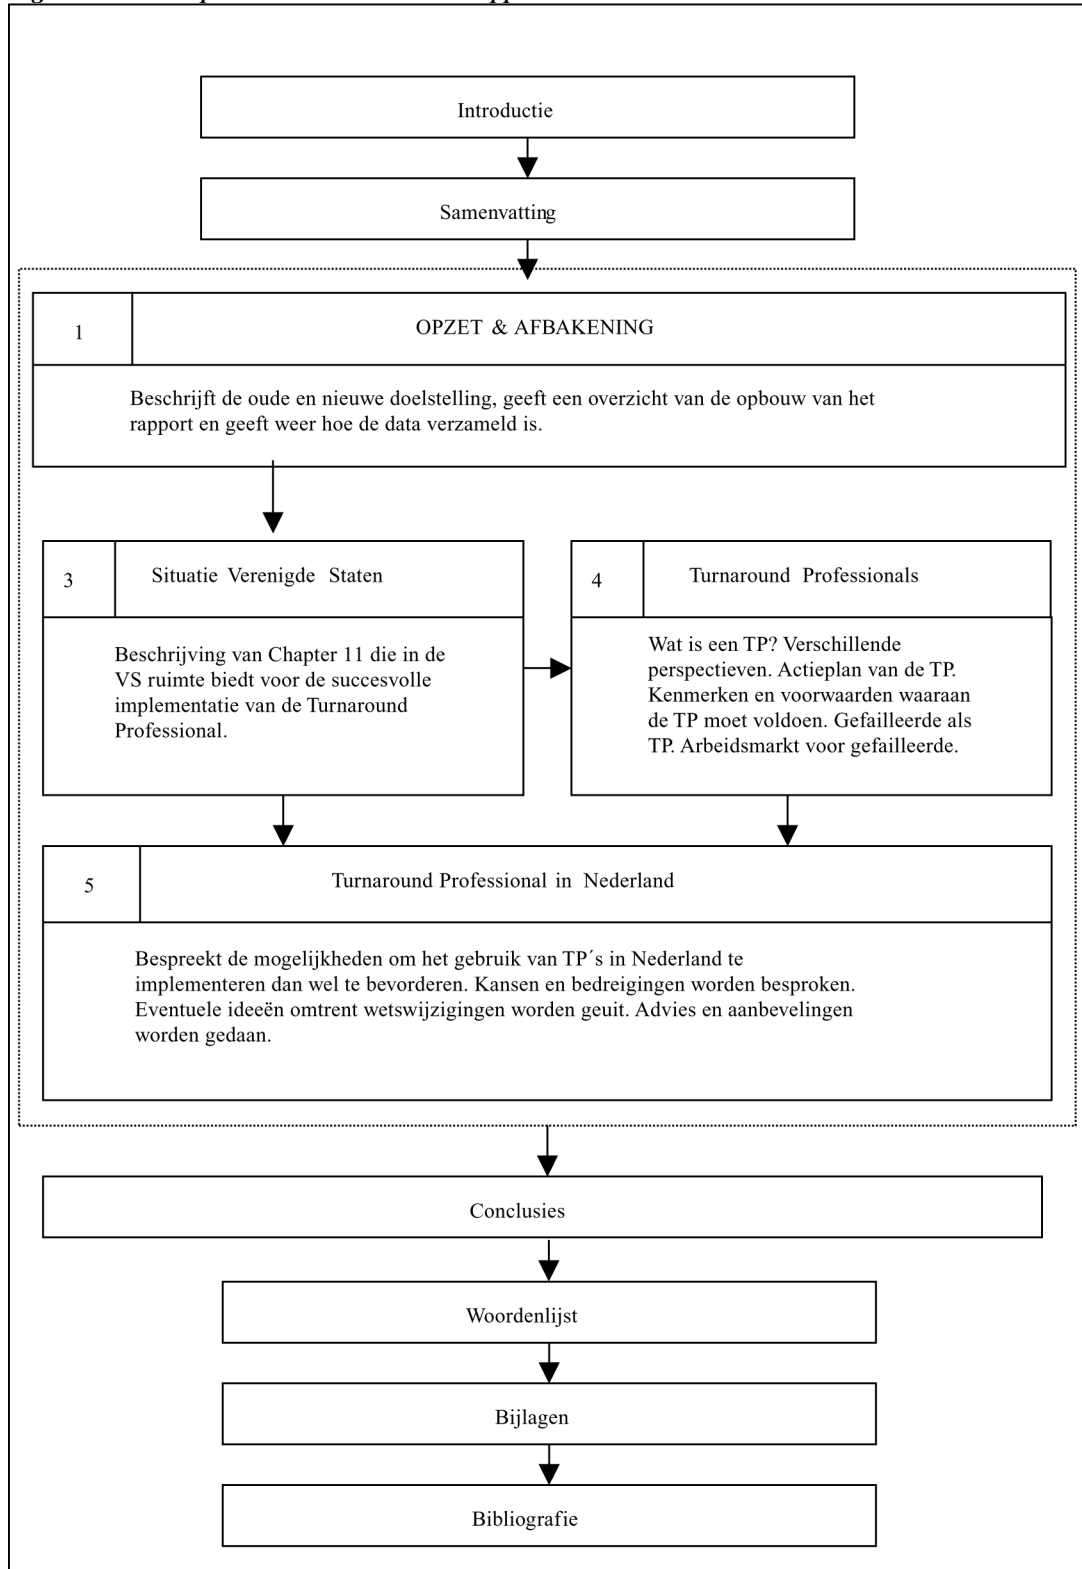 Introductie
Samenvatting
1
OPZET & AFBAKENING
Beschrijft de oude en nieuwe doelstelling, geeft een overzicht van de opbouw van het
rapport en geeft weer hoe de data verzameld is.
3
Situatie Verenigde Staten
Beschrijving van Chapter 11 die in de
VS ruimte biedt voor de succesvolle
implementatie van de Turnaround
Professional.
4
Turnaround Professionals
Wat is een TP? Verschillende
perspectieven. Actieplan van de TP.
Kenmerken en voorwaarden waaraan
de TP moet voldoen. Gefailleerde als
TP. Arbeidsmarkt voor gefailleerde.
5
Turnaround Professional in Nederland
Bespreekt de mogelijkheden om het gebruik van TP´s in Nederland te
implementeren dan wel te bevorderen. Kansen en bedreigingen worden besproken.
Eventuele ideeën omtrent wetswijzigingen worden geuit. Advies en aanbevelingen
worden gedaan.
Conclusies
Woordenlijst
Bijlagen
Bibliografie